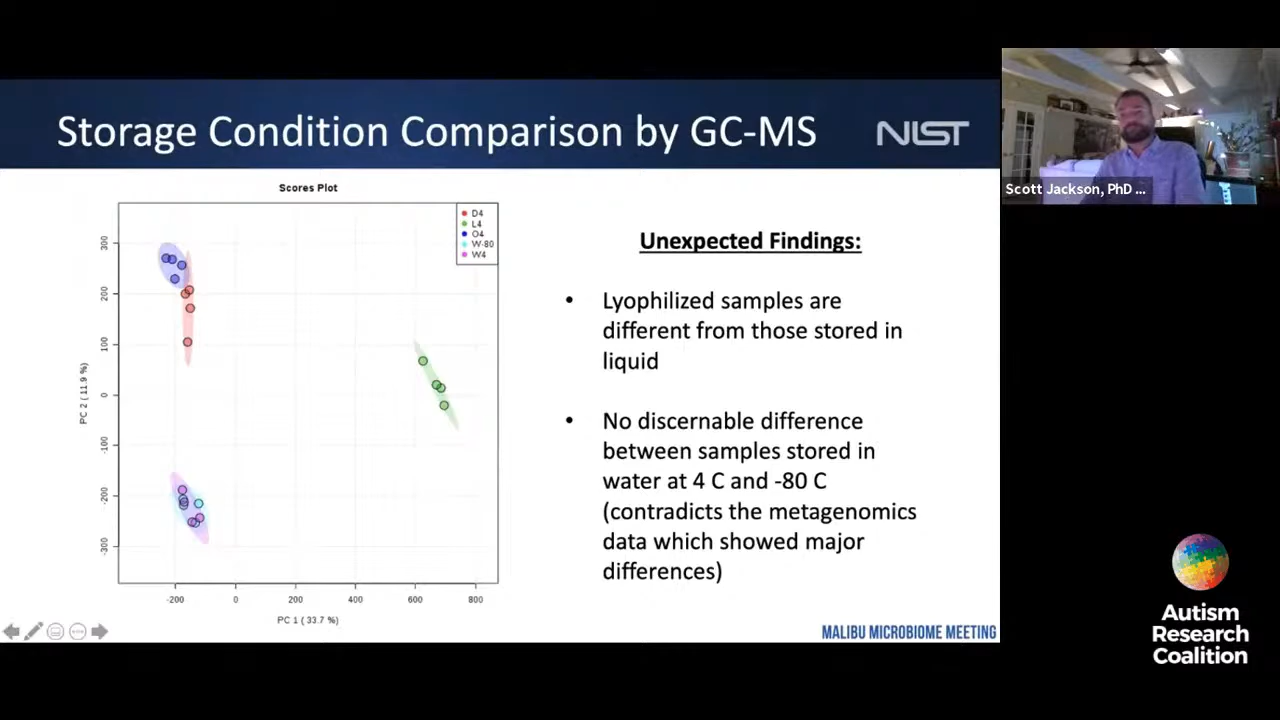 Storage Condition Comparison by GC-MS
NIST
Scott Jackson, PhD ...
Scores Plot
D4
L4
O4
W-80
W4
300
200
100
0
-100
-200
-300
PC 2 ( 11.9 %)
-200
0
200
400
600
800
PC 1 ( 33.7 %)
Unexpected Findings:
• Lyophilized samples are
different from those stored in
liquid
• No discernable difference
between samples stored in
water at 4 C and -80 C
(contradicts the metagenomics
data which showed major
differences)
MALIBU MICROBIOME MEETING
Autism
Research
Coalition